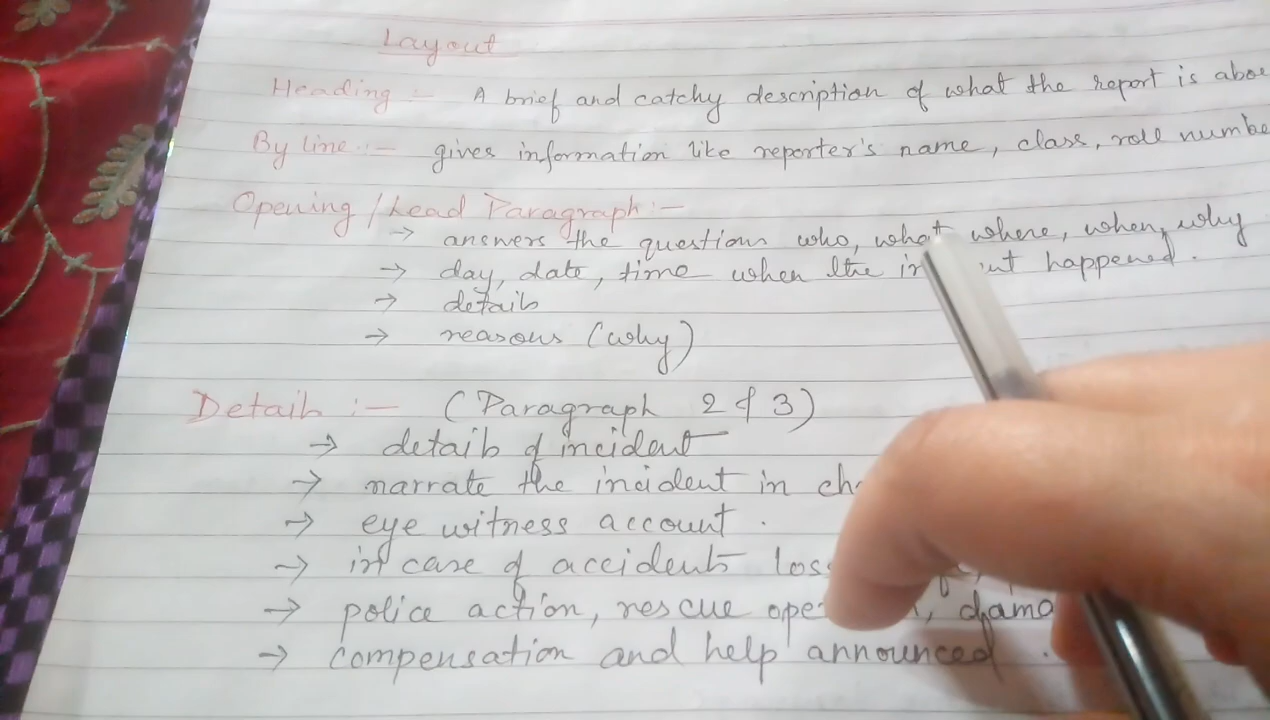 Layout
Heading :- A brief and catchy description of what the report is
By line :- gives information like reporter's name, class, roll
Opening / Lead Paragraph :-
→ answers the question who, what where, when, why
→ day, date, time when the happened.
→ details
→ reasons (why)
Details :- (Paragraph 2 & 3)
→ details of incident
→ narrate the incident in
→ eye witness account.
→ in case of accidents
→ police action, rescue
→ compensation and help announced.